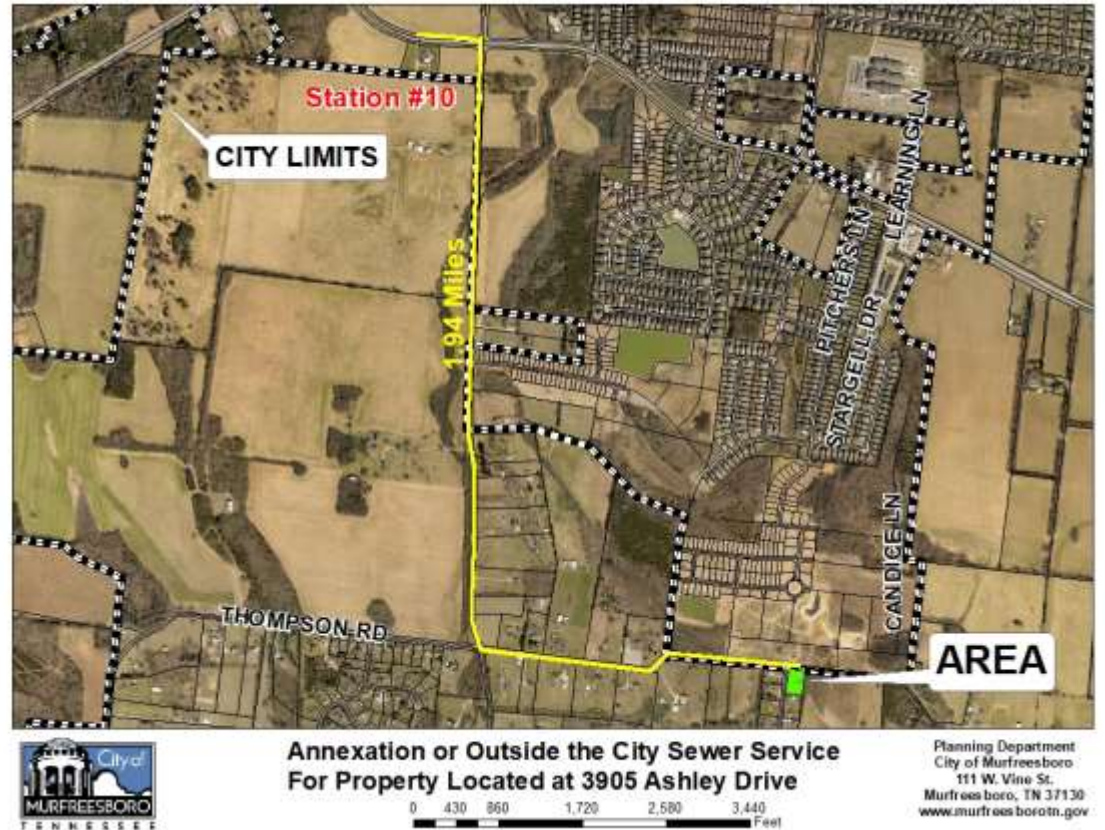 Station #10
CITY LIMITS
LEARNING LN
PITCHERS LN
1.94 Miles
STARGELL DR
CANDICE LN
THOMPSON RD
AREA
City of
MURFREESBORO
TENNESSEE
Annexation or Outside the City Sewer Service
For Property Located at 3905 Ashley Drive
0 430 860 1,720 2,580 3,440
Feet
Planning Department
City of Murfreesboro
111 W. Vine St.
Murfreesboro, TN 37130
www.murfreesborotn.gov